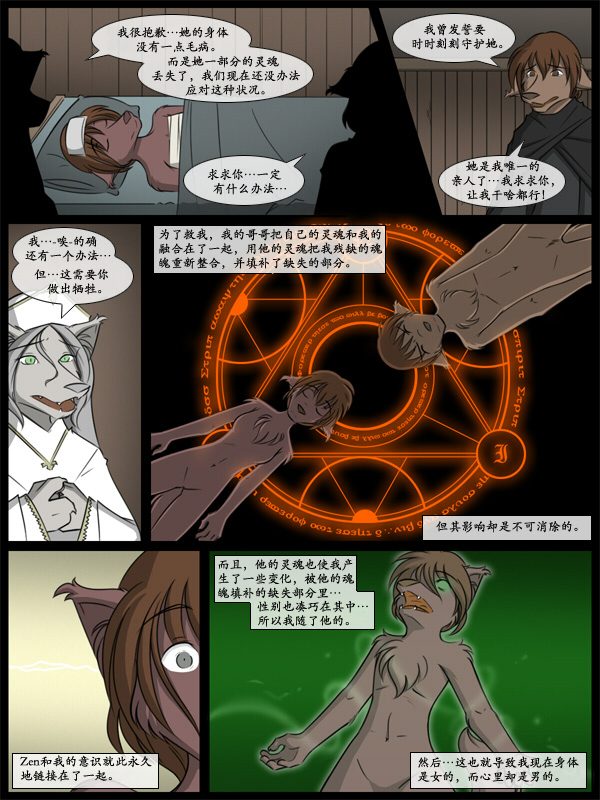 我很抱歉…她的身体
没有一点毛病。
而是她一部分的灵魂
丢失了，我们现在还没办法
应对这种状况。
求求你…一定
有什么办法…
我曾发誓要
时时刻刻守护她。
她是我唯一的
亲人了…我求求你，
让我干啥都行！
我…-唉-的确
还有一个办法…
但…这需要你
做出牺牲。
为了救我，我的哥哥把自己的灵魂和我的
融合在了一起，用他的灵魂把我残缺的魂
魄重新整合，并填补了缺失的部分。
I
但其影响却是不可消除的。
Zen和我的意识就此永久
地链接在了一起。
而且，他的灵魂也使我产
生了一些变化，被他的魂
魄填补的缺失部分里…
性别也凑巧在其中…
所以我随了他的。
然后…这也就导致我现在身体
是女的，而心里却是男的。